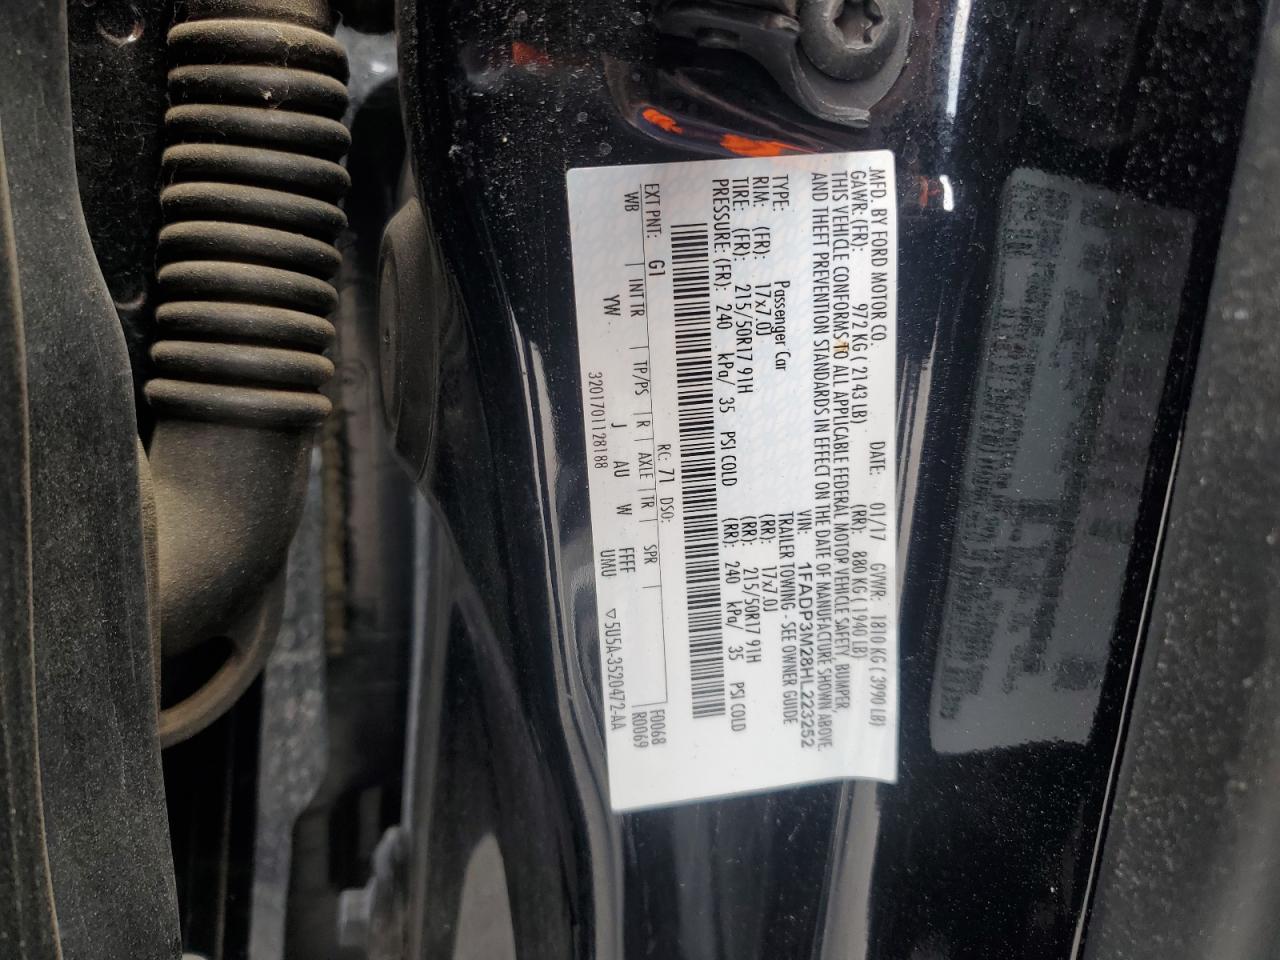 MFD. BY FORD MOTOR CO.
DATE: 01/17 GVWR: 1810 KG ( 3990 LB)
GAWR: (FR): 972 KG ( 2143 LB) (RR): 880 KG ( 1940 LB)
THIS VEHICLE CONFORMS TO ALL APPLICABLE FEDERAL MOTOR VEHICLE SAFETY, BUMPER,
AND THEFT PREVENTION STANDARDS IN EFFECT ON THE DATE OF MANUFACTURE SHOWN ABOVE.
VIN: 1FADP3M28HL223252
TYPE: Passenger Car TRAILER TOWING - SEE OWNER GUIDE
RIM: (FR): 17x7.0J (RR): 17x7.0J
TIRE: (FR): 215/50R17 91H (RR): 215/50R17 91H
PRESSURE: (FR): 240 kPa/ 35 PSI COLD (RR): 240 kPa/ 35 PSI COLD
EXT PNT: G1 RC: 71 DSO: F0068
WB INT TR TP/PS R AXLE TR SPR R0069
YW J AU W FFF
UMU
3201701128188 ▽5U5A-3520472-AA